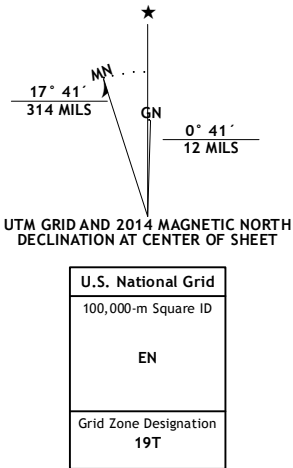 ★
MN
GN
17° 41´
314 MILS
0° 41´
12 MILS
UTM GRID AND 2014 MAGNETIC NORTH
DECLINATION AT CENTER OF SHEET
U.S. National Grid
100,000-m Square ID
EN
Grid Zone Designation
19T